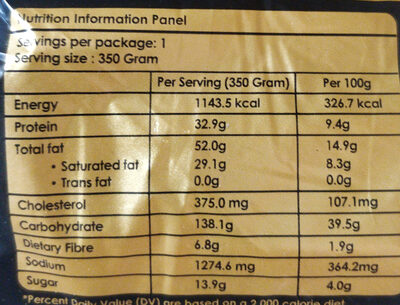 Nutrition Information Panel
Servings per package: 1
Serving size : 350 Gram
Per Serving (350 Gram) Per 100g
Energy 1143.5 kcal 326.7 kcal
Protein 32.9g 9.4g
Total fat 52.0g 14.9g
• Saturated fat 29.1g 8.3g
• Trans fat 0.0g 0.0g
Cholesterol 375.0 mg 107.1mg
Carbohydrate 138.1g 39.5g
Dietary Fibre 6.8g 1.9g
Sodium 1274.6 mg 364.2mg
Sugar 13.9g 4.0g
*Percent Daily Value (DV) are based on a 2,000 calorie diet